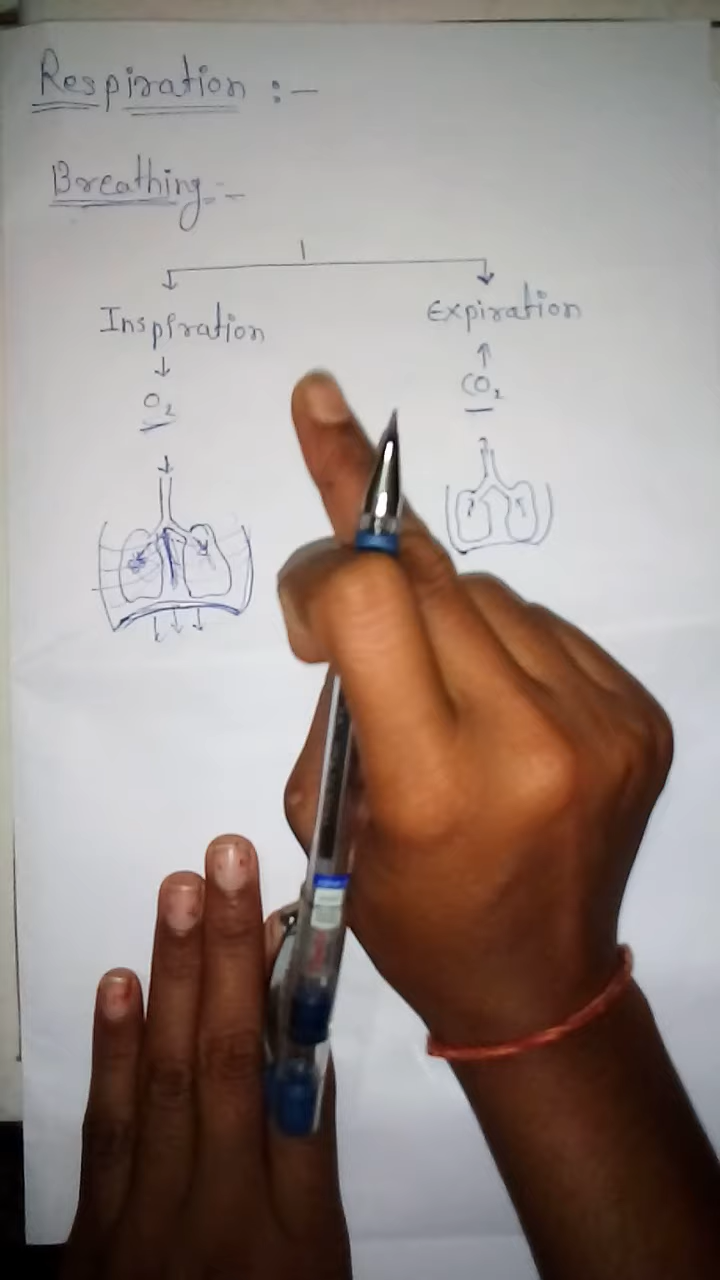 Respiration :-
Breathing :-
Inspiration Expiration
O₂ CO₂